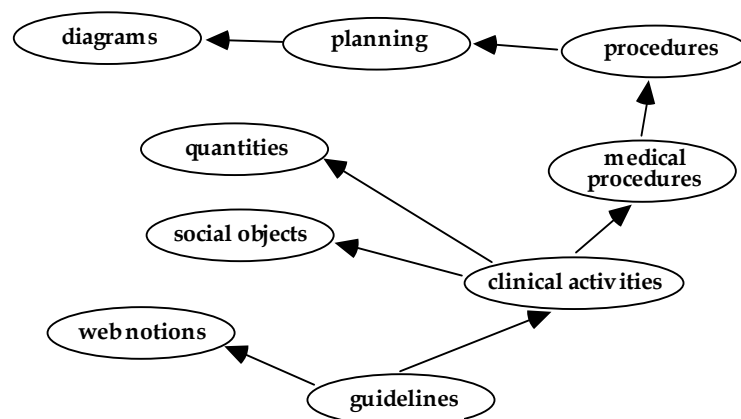 diagrams
planning
procedures
quantities
medical
procedures
social objects
clinical activities
web notions
guidelines